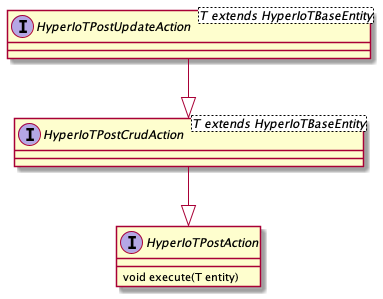 T extends HyperIoTBaseEntity
I HyperIoTPostUpdateAction
T extends HyperIoTBaseEntity
I HyperIoTPostCrudAction
I HyperIoTPostAction
void execute(T entity)